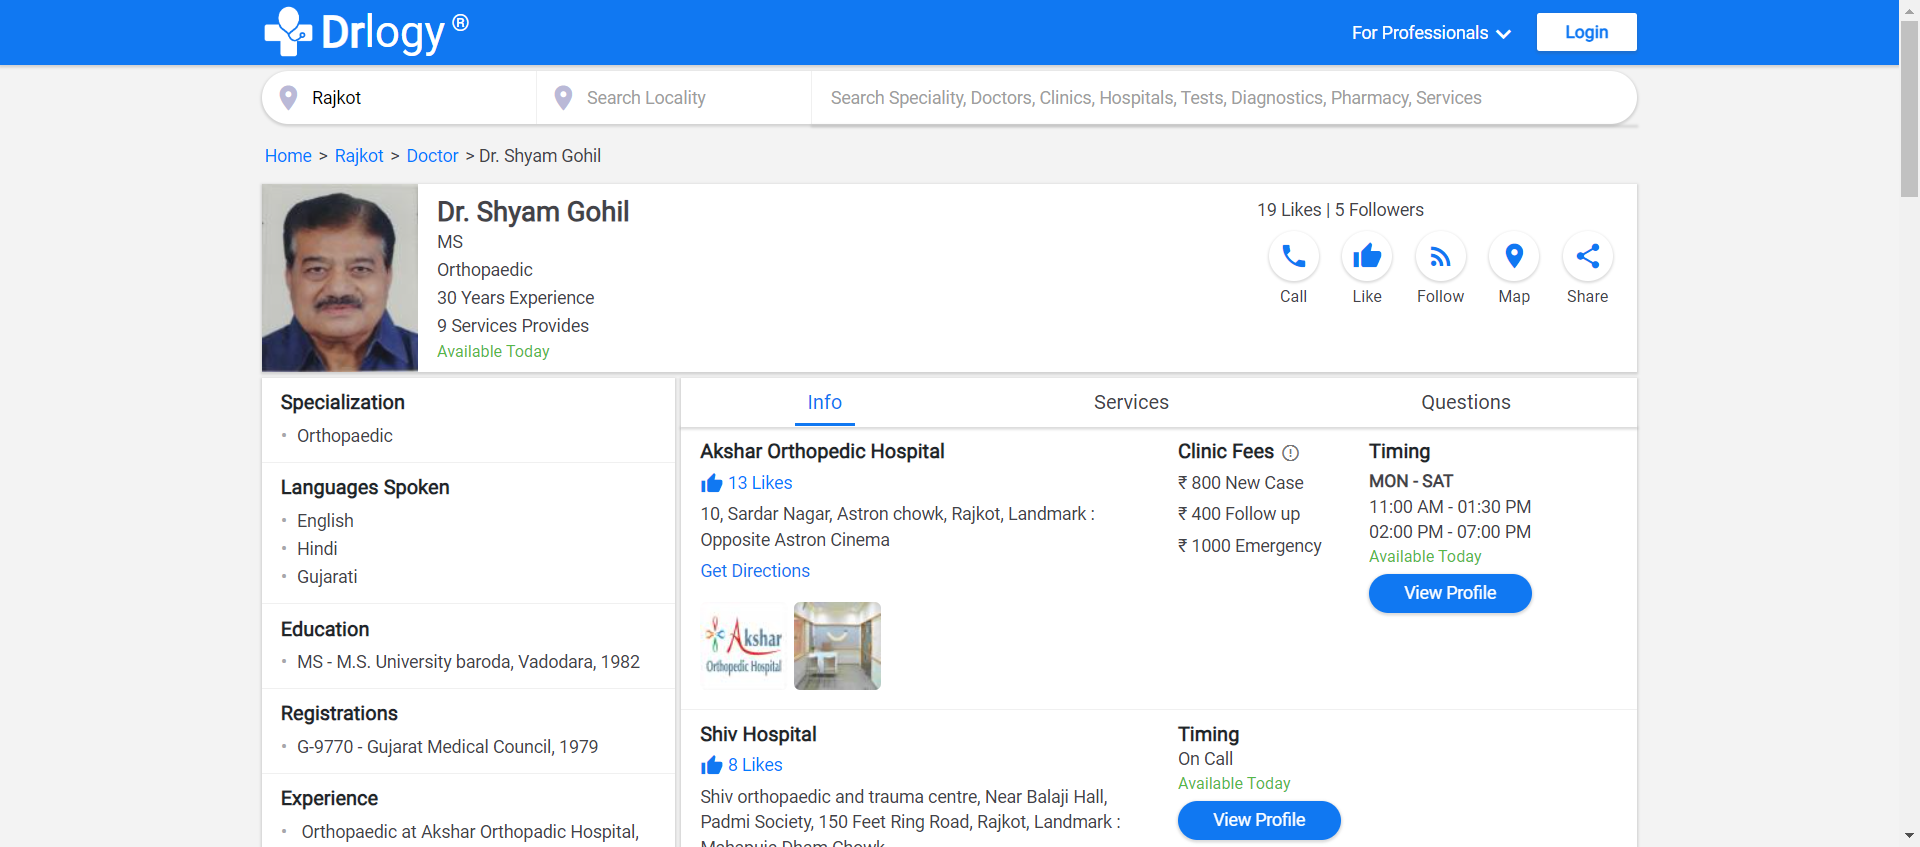 Drlogy ®
For Professionals
Login
Rajkot
Search Locality
Search Speciality, Doctors, Clinics, Hospitals, Tests, Diagnostics, Pharmacy, Services
Home > Rajkot > Doctor > Dr. Shyam Gohil
Dr. Shyam Gohil
MS
Orthopaedic
30 Years Experience
9 Services Provides
Available Today
19 Likes | 5 Followers
Call Like Follow Map Share
Specialization
• Orthopaedic
Languages Spoken
• English
• Hindi
• Gujarati
Education
• MS - M.S. University baroda, Vadodara, 1982
Registrations
• G-9770 - Gujarat Medical Council, 1979
Experience
• Orthopaedic at Akshar Orthopadic Hospital,
Info Services Questions
Akshar Orthopedic Hospital
13 Likes
10, Sardar Nagar, Astron chowk, Rajkot, Landmark :
Opposite Astron Cinema
Get Directions
Akshar
Orthopedic Hospital
Clinic Fees
₹ 800 New Case
₹ 400 Follow up
₹ 1000 Emergency
Timing
MON - SAT
11:00 AM - 01:30 PM
02:00 PM - 07:00 PM
Available Today
View Profile
Shiv Hospital
8 Likes
Shiv orthopaedic and trauma centre, Near Balaji Hall,
Padmi Society, 150 Feet Ring Road, Rajkot, Landmark :
Mahapuja Dham Chowk
Timing
On Call
Available Today
View Profile